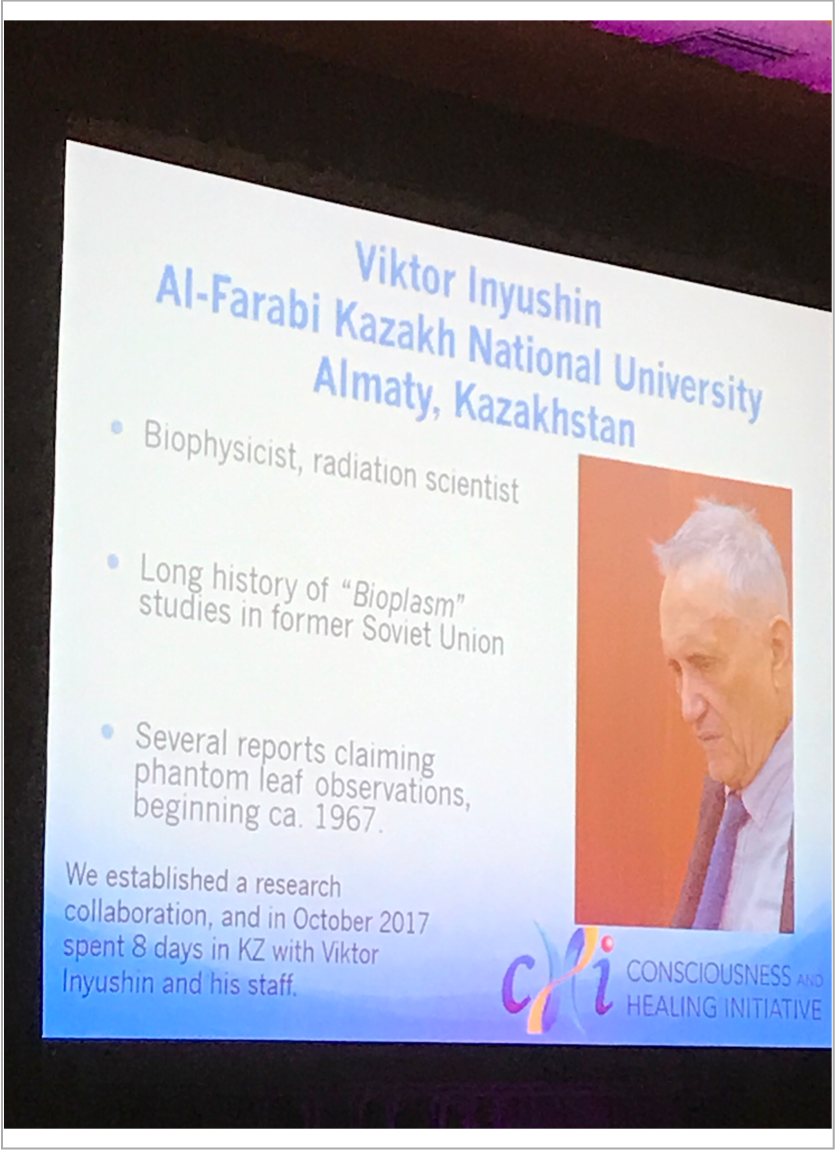 Viktor Inyushin
Al-Farabi Kazakh National University
Almaty, Kazakhstan
Biophysicist, radiation scientist
Long history of “Bioplasm”
studies in former Soviet Union
Several reports claiming
phantom leaf observations,
beginning ca. 1967.
We established a research
collaboration, and in October 2017
spent 8 days in KZ with Viktor
Inyushin and his staff.
cHi CONSCIOUSNESS AND
HEALING INITIATIVE